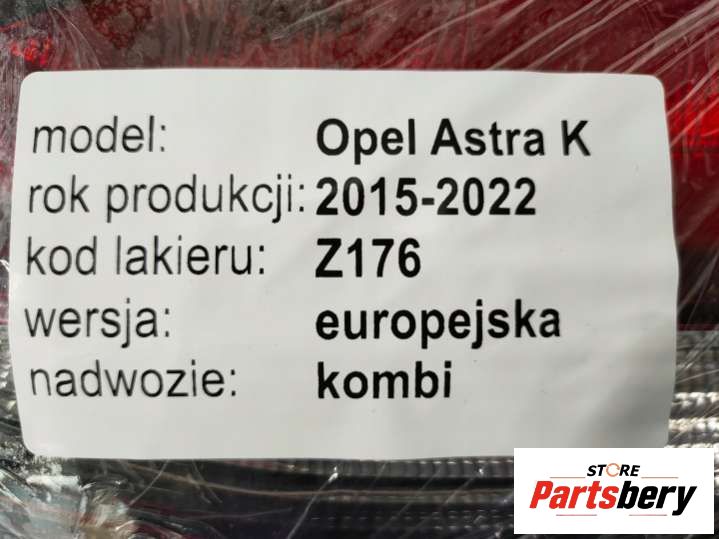 model: Opel Astra K
rok produkcji: 2015-2022
kod lakieru: Z176
wersja: europejska
nadwozie: kombi
STORE
Partsbery